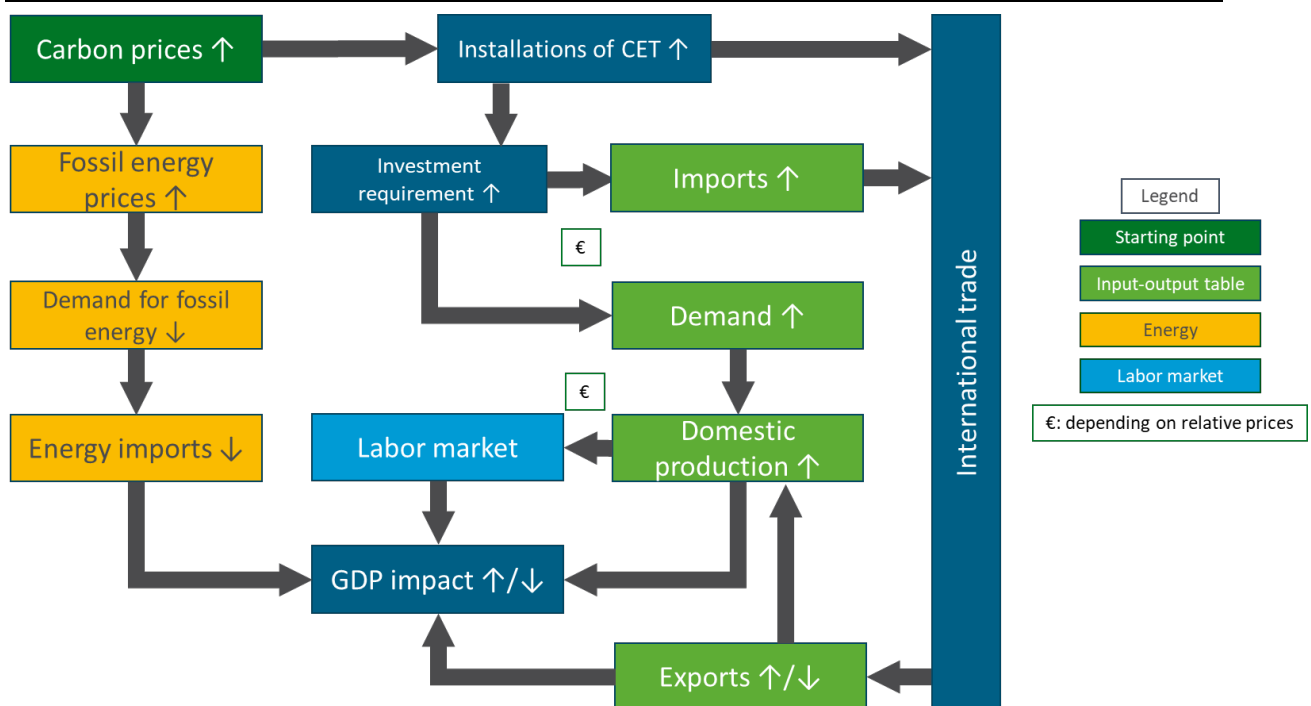 Carbon prices ↑
Installations of CET ↑
Fossil energy
prices ↑
Investment
requirement ↑
Imports ↑
€
Demand for fossil
energy ↓
Demand ↑
€
Energy imports ↓
Labor market
Domestic
production ↑
GDP impact ↑/↓
Exports ↑/↓
International trade
Legend
Starting point
Input-output table
Energy
Labor market
€: depending on relative prices